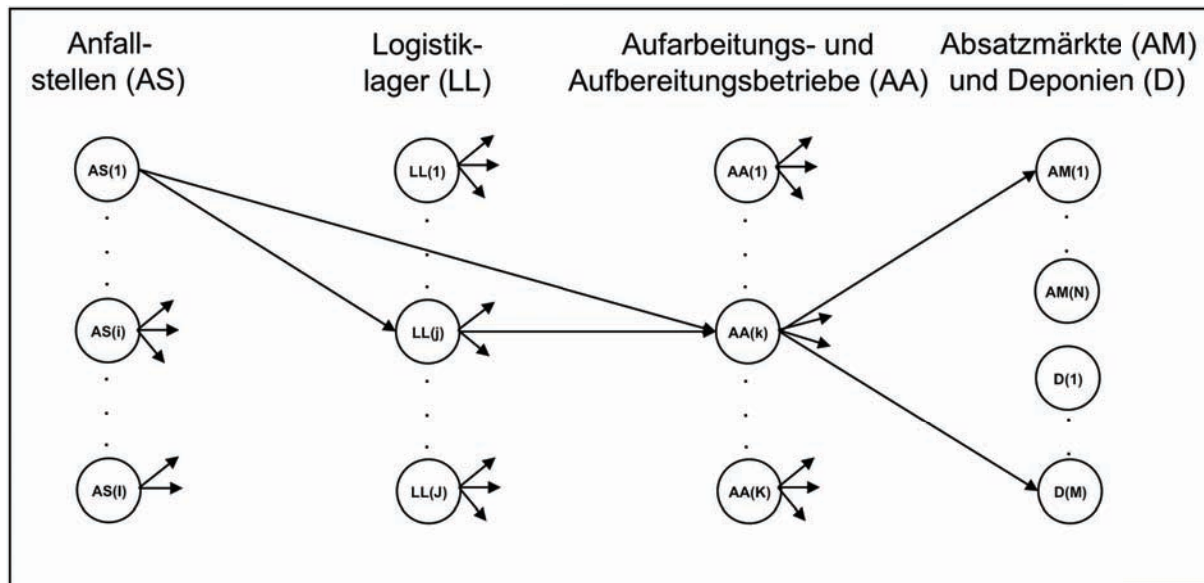 Anfall-
stellen (AS)
Logistik-
lager (LL)
Aufarbeitungs- und
Aufbereitungsbetriebe (AA)
Absatzmärkte (AM)
und Deponien (D)
AS(1)
LL(1)
AA(1)
AM(1)
AM(N)
AS(i)
LL(j)
AA(k)
D(1)
AS(I)
LL(J)
AA(K)
D(M)